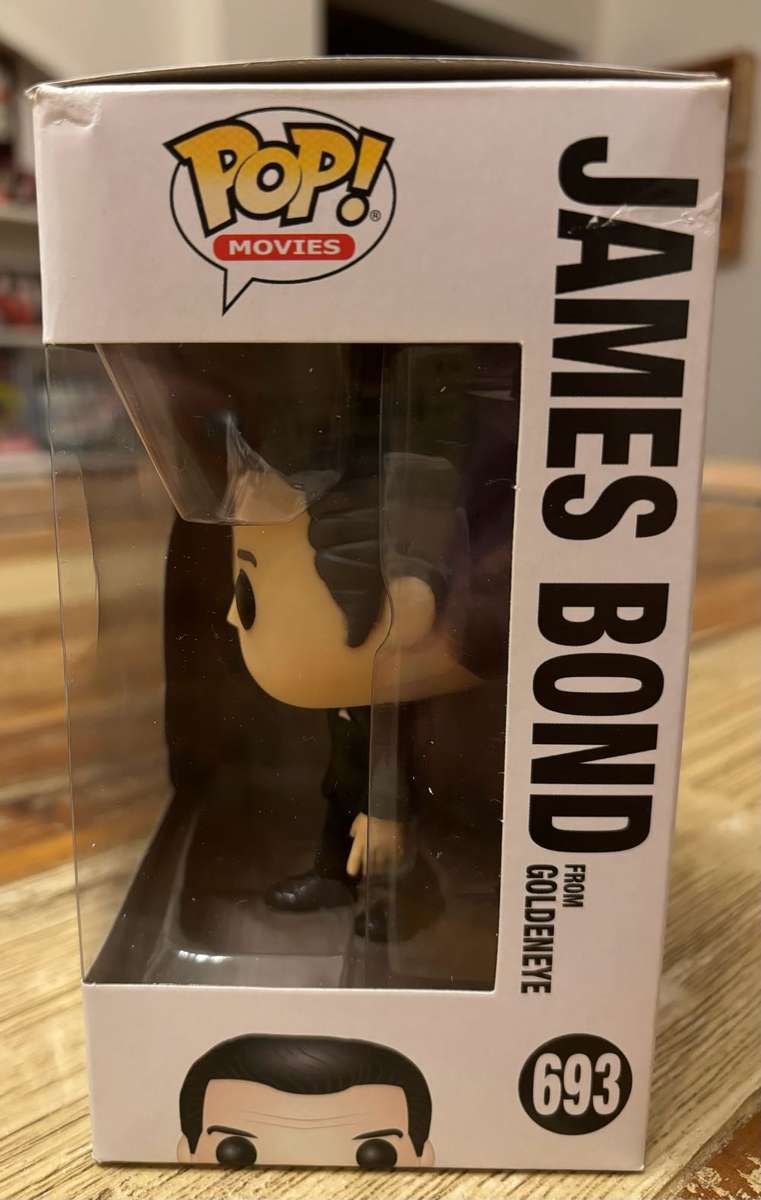 POP!®
MOVIES
JAMES BOND
FROM
GOLDENEYE
693